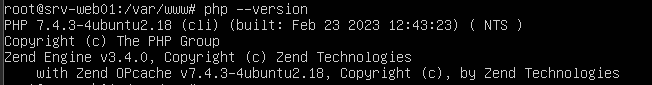 root@srv-web01:/var/www# php --version
PHP 7.4.3-4ubuntu2.18 (cli) (built: Feb 23 2023 12:43:23) ( NTS )
Copyright (c) The PHP Group
Zend Engine v3.4.0, Copyright (c) Zend Technologies
    with Zend OPcache v7.4.3-4ubuntu2.18, Copyright (c), by Zend Technologies